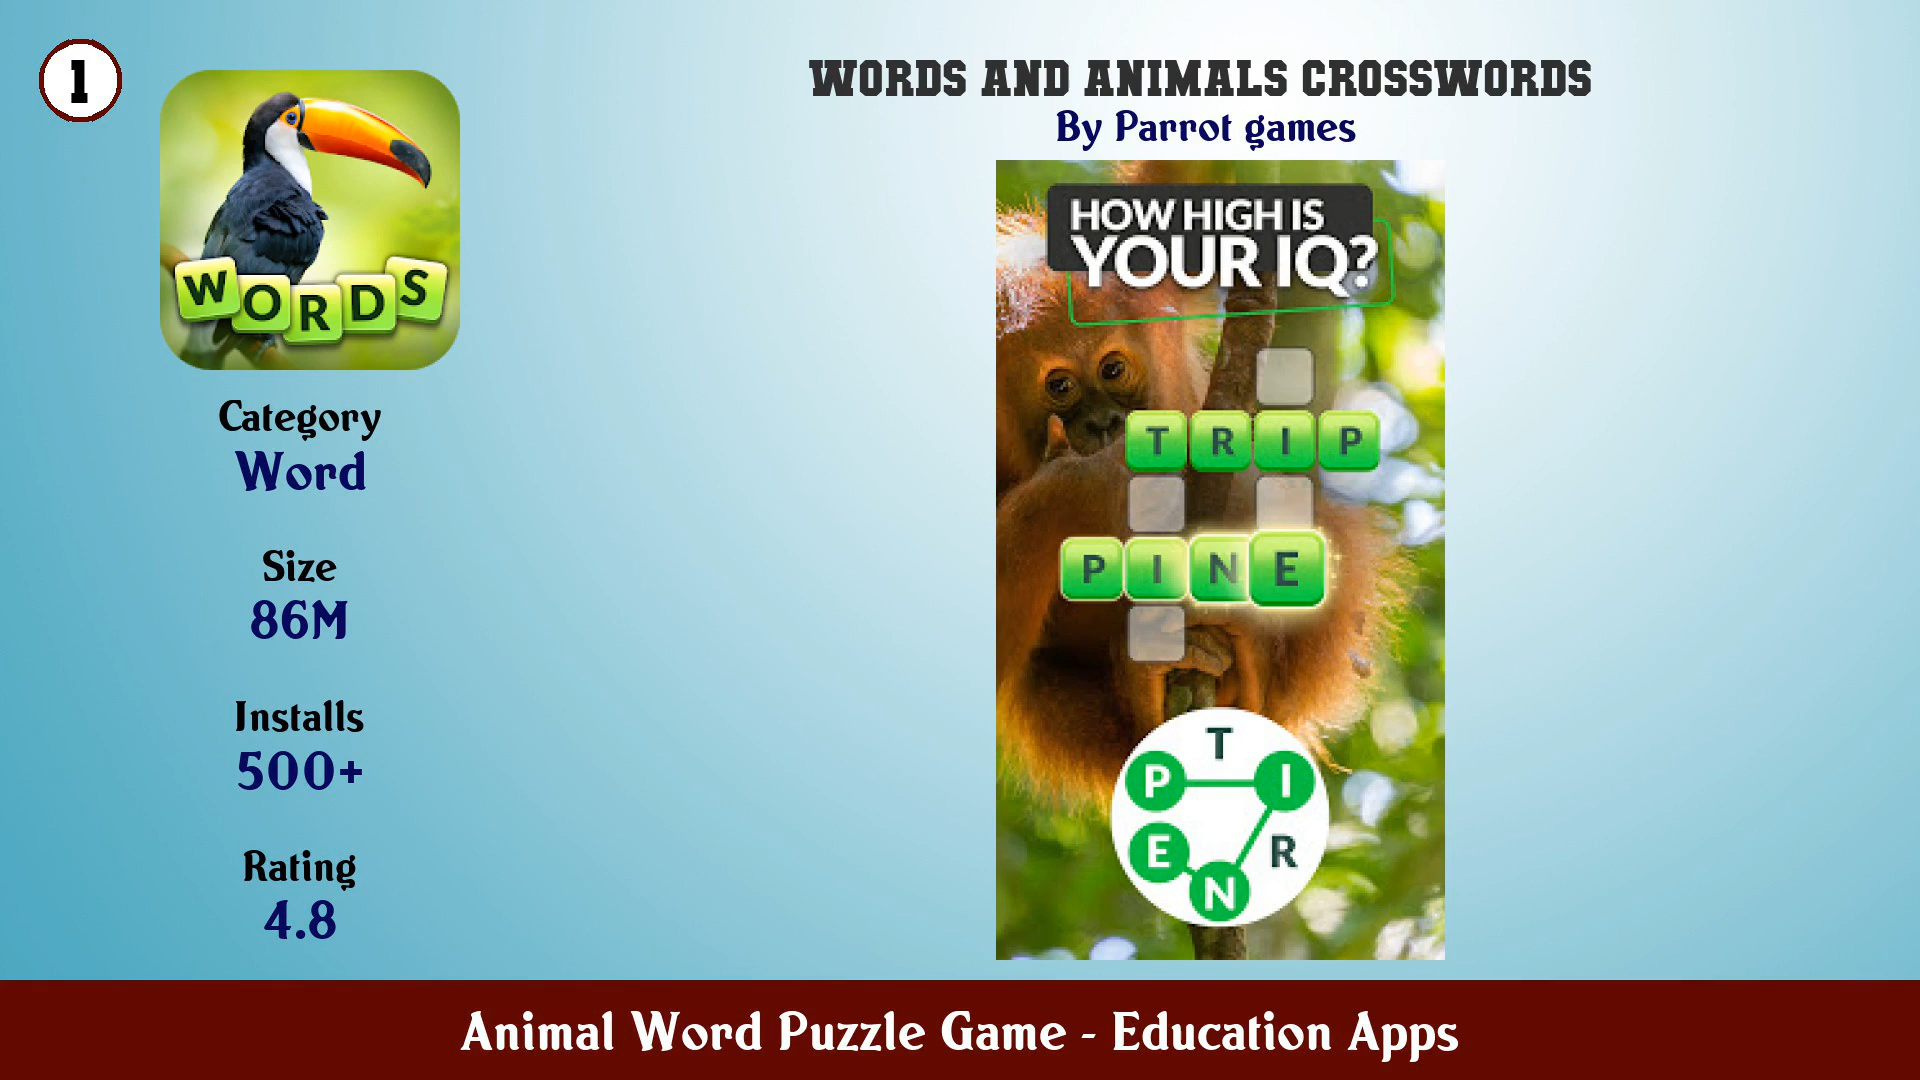 1
WORDS AND ANIMALS CROSSWORDS
By Parrot games
WORDS
Category
Word
Size
86M
Installs
500+
Rating
4.8
HOW HIGH IS
YOUR IQ?
TRIP
PINE
T
P I
E R
N
Animal Word Puzzle Game - Education Apps